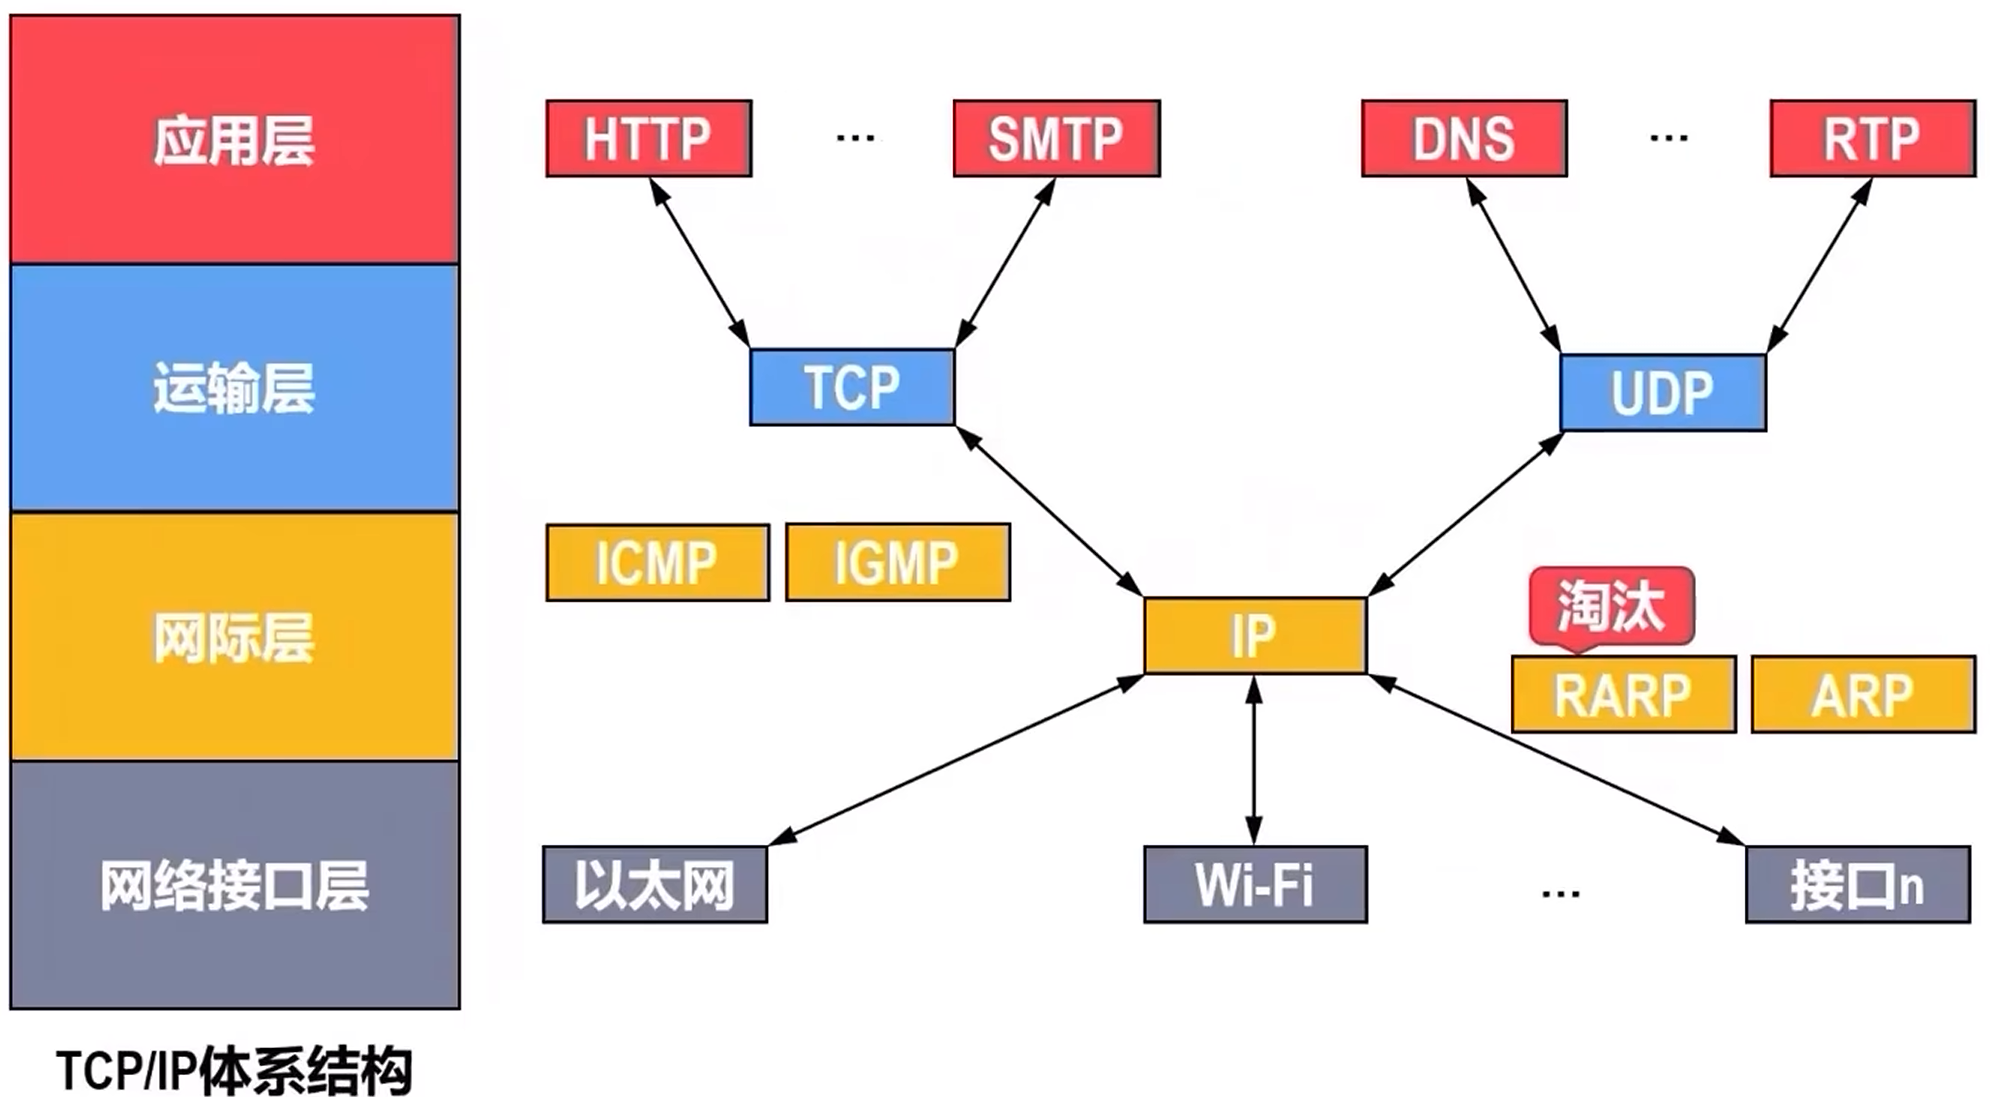 应用层
HTTP
...
SMTP
DNS
...
RTP
运输层
TCP
UDP
网际层
ICMP
IGMP
IP
淘汰
RARP
ARP
网络接口层
以太网
Wi-Fi
...
接口n
TCP/IP体系结构